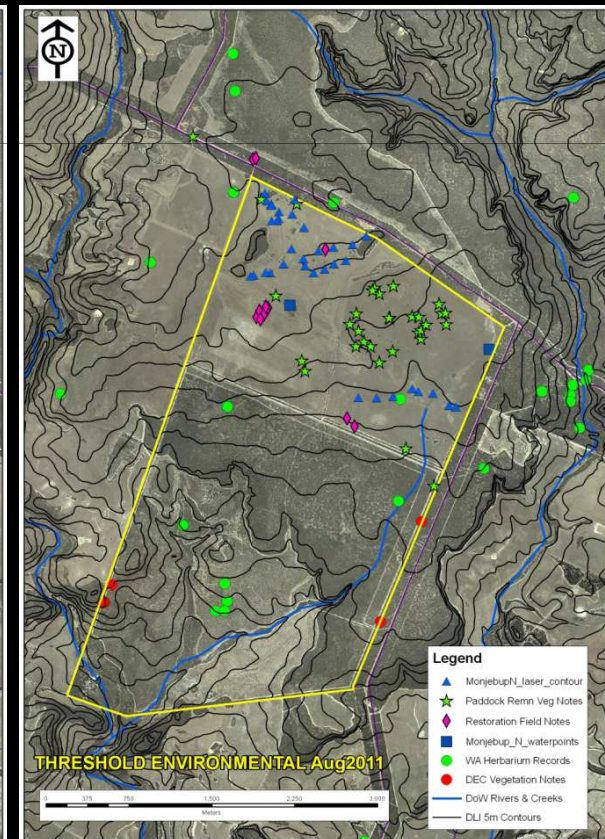 N
Legend
MonjebupN_laser_contour
Paddock Remn Veg Notes
Restoration Field Notes
Monjebup_N_waterpoints
WA Herbarium Records
DEC Vegetation Notes
DoW Rivers & Creeks
DLI 5m Contours
THRESHOLD ENVIRONMENTAL Aug2011
0 375 750 1,500 2,250 3,000
Meters